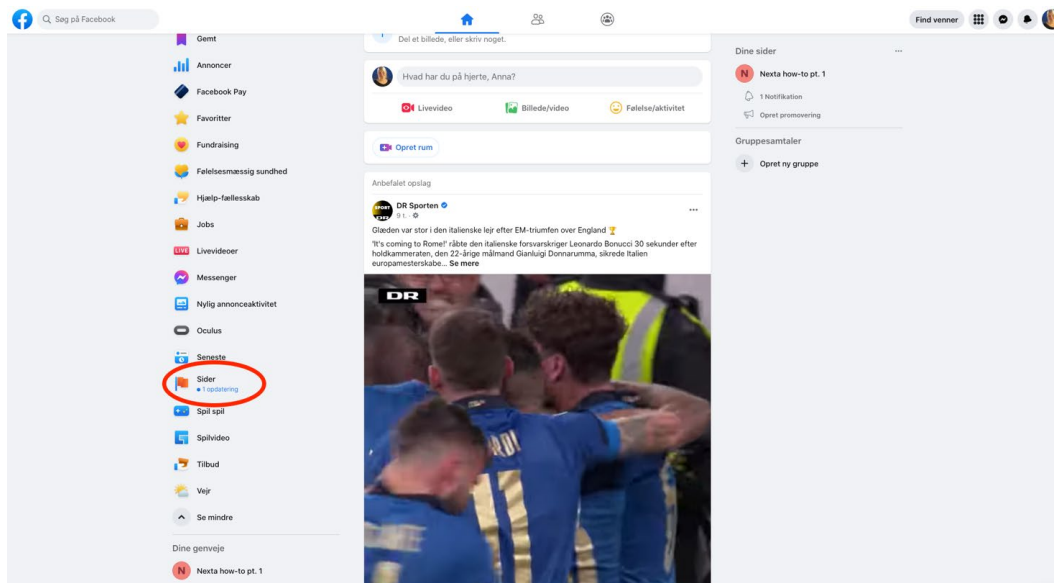 Søg på Facebook
Find venner
Gemt
Annoncer
Facebook Pay
Favoritter
Fundraising
Følelsesmæssig sundhed
Hjælp-fællesskab
Jobs
LIVE
Livevideoer
Messenger
Nylig annonceaktivitet
Oculus
Seneste
Sider
1 opdatering
Spil spil
Spilvideo
Tilbud
Vejr
Se mindre
Dine genveje
N
Nexta how-to pt. 1
Del et billede, eller skriv noget.
Hvad har du på hjerte, Anna?
Livevideo
Billede/video
Følelse/aktivitet
Opret rum
Anbefalet opslag
SPORT
DR
DR Sporten
9 t. ·
Glæden var stor i den italienske lejr efter EM-triumfen over England 🏆
'It's coming to Rome!' råbte den italienske forsvarskriger Leonardo Bonucci 30 sekunder efter
holdkammeraten, den 22-årige målmand Gianluigi Donnarumma, sikrede Italien
europamesterskabe... Se mere
DR
17
Dine sider
N
Nexta how-to pt. 1
1 Notifikation
Opret promovering
Gruppesamtaler
Opret ny gruppe